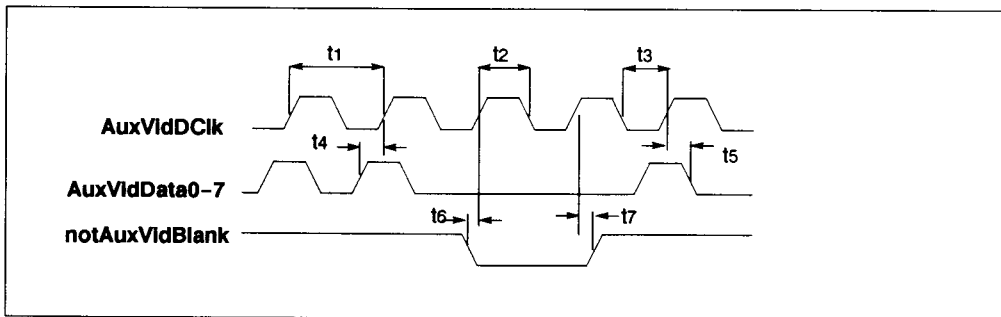 t1
t2
t3
AuxVidDClk
t4
t5
AuxVidData0–7
t6
t7
notAuxVidBlank